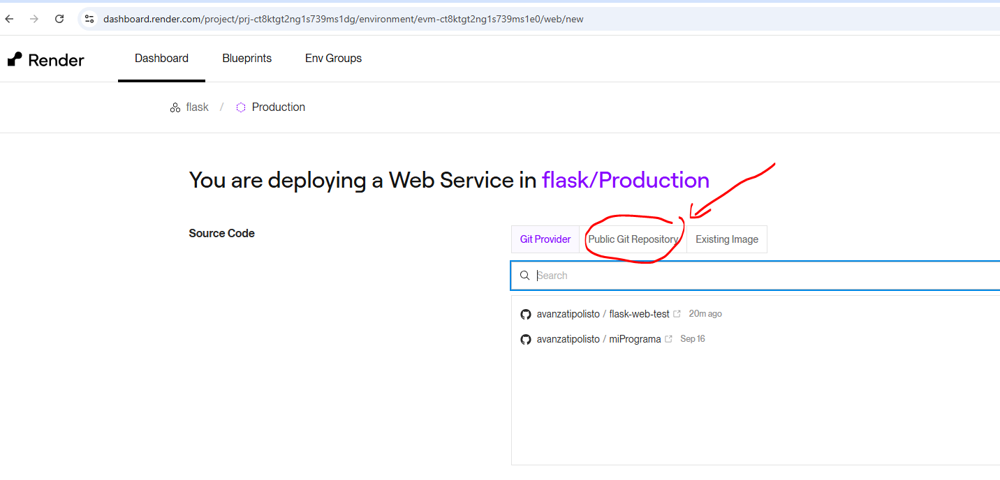 dashboard.render.com/project/prj-ct8ktgt2ng1s739ms1dg/environment/evm-ct8ktgt2ng1s739ms1e0/web/new
Render Dashboard Blueprints Env Groups
flask / Production
You are deploying a Web Service in flask/Production
Source Code Git Provider Public Git Repository Existing Image
Search
avanzatipolisto / flask-web-test 20m ago
avanzatipolisto / miPrograma Sep 16